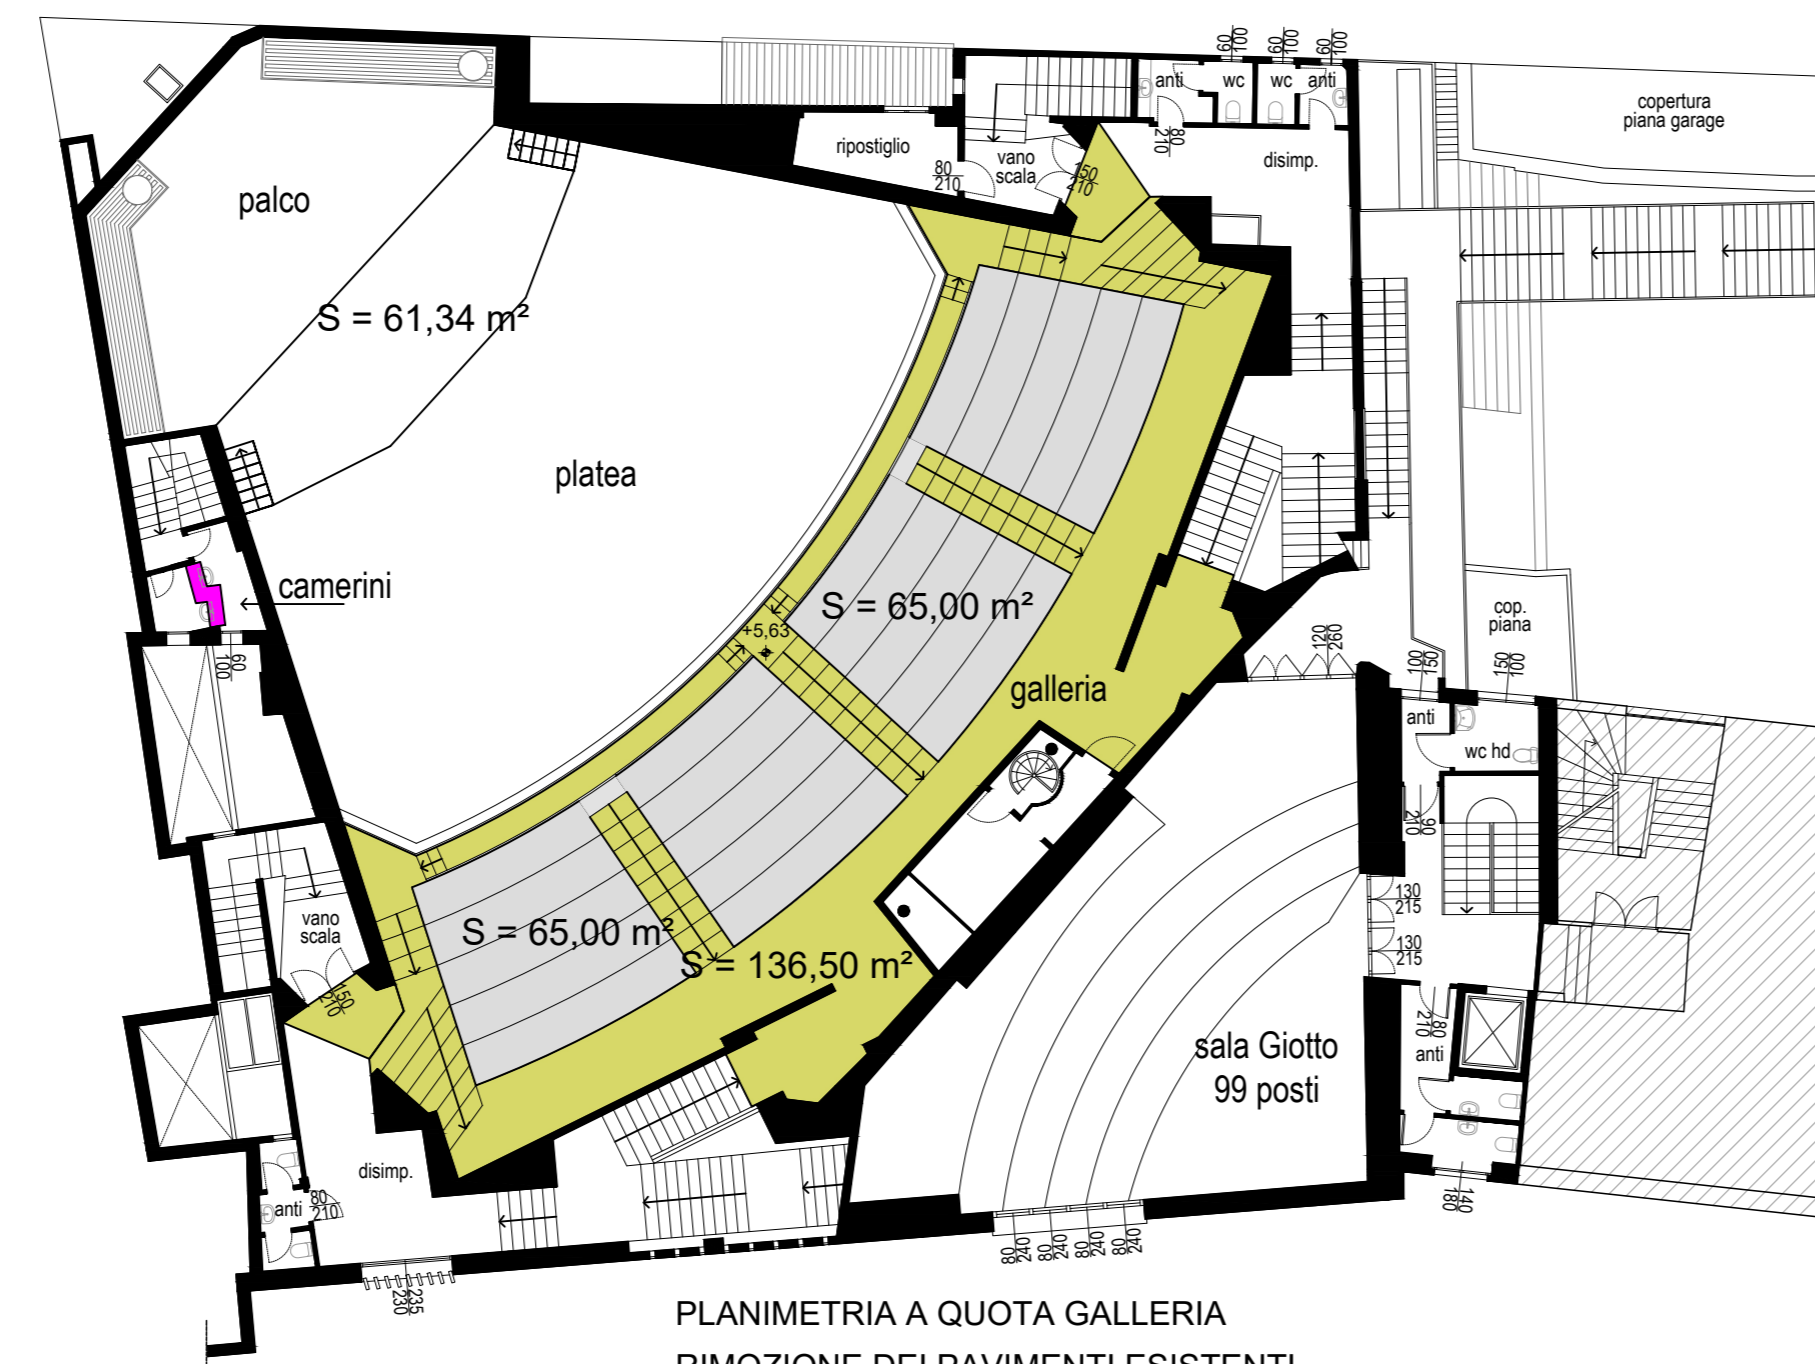 60
100
60
100
60
100
anti
wc
wc
anti
copertura
piana garage
ripostiglio
80
210
vano
scala
150
210
80
210
disimp.
palco
S = 61,34 m²
platea
camerini
60
100
S = 65,00 m²
+5,63
galleria
cop.
piana
120
260
100
150
150
100
anti
wc hd
90
210
130
215
130
215
vano
scala
S = 65,00 m²
S = 136,50 m²
150
210
80
210
anti
sala Giotto
99 posti
disimp.
anti
80
210
140
180
80
240
80
240
80
240
80
240
235
230
PLANIMETRIA A QUOTA GALLERIA
RIMOZIONE DEI PAVIMENTI ESISTENTI